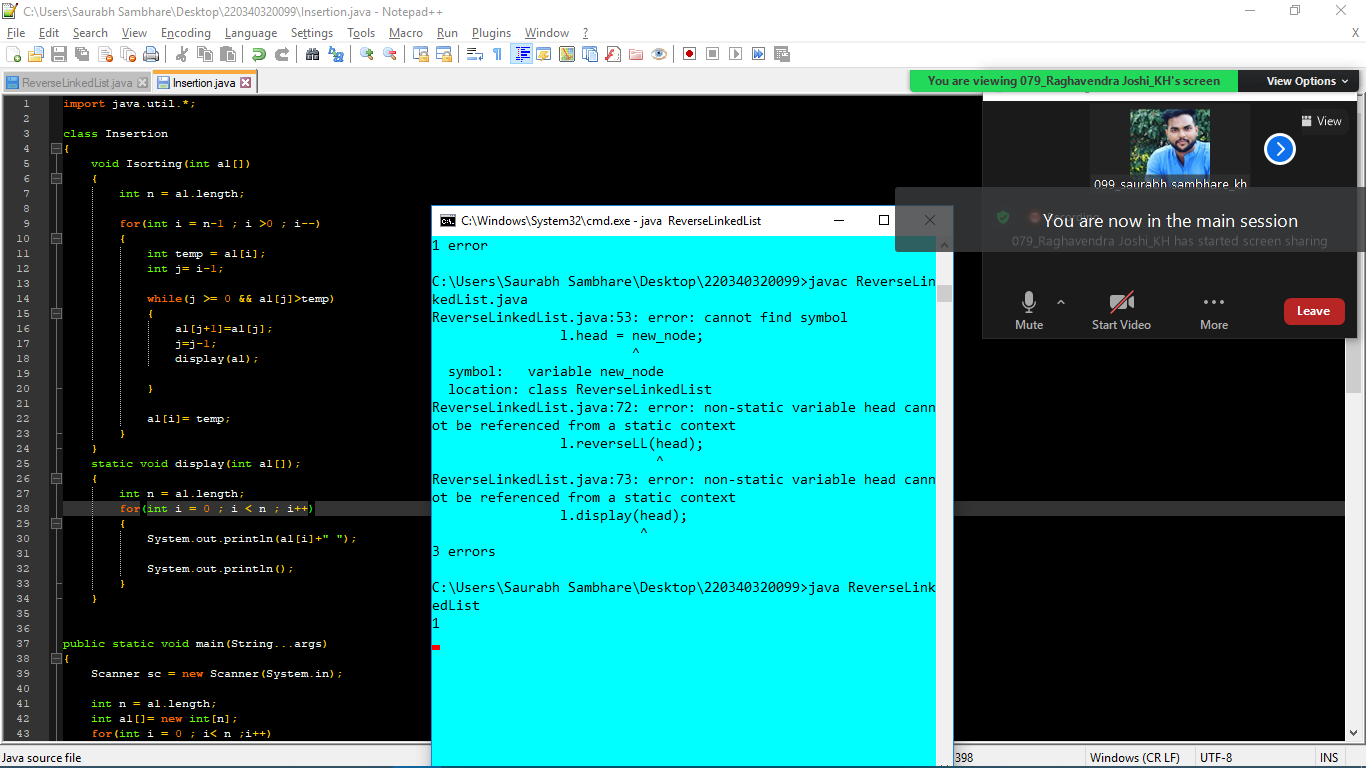 C:\Users\Saurabh Sambhare\Desktop\220340320099\Insertion.java - Notepad++
File Edit Search View Encoding Language Settings Tools Macro Run Plugins Window ? X
ReverseLinkedList.java Insertion.java
You are viewing 079_Raghavendra Joshi_KH's screen View Options
View
099_saurabh sambhare_kh
You are now in the main session
079_Raghavendra Joshi_KH has started screen sharing
Mute Start Video More Leave
1 import java.util.*;
2
3 class Insertion
4 {
5 void Isorting(int al[])
6 {
7 int n = al.length;
8
9 for(int i = n-1 ; i >0 ; i--)
10 {
11 int temp = al[i];
12 int j= i-1;
13
14 while(j >= 0 && al[j]>temp)
15 {
16 al[j+1]=al[j];
17 j=j-1;
18 display(al);
19
20 }
21
22 al[i]= temp;
23 }
24 }
25 static void display(int al[]);
26 {
27 int n = al.length;
28 for(int i = 0 ; i < n ; i++)
29 {
30 System.out.println(al[i]+" ");
31
32 System.out.println();
33 }
34 }
35
36
37 public static void main(String...args)
38 {
39 Scanner sc = new Scanner(System.in);
40
41 int n = al.length;
42 int al[]= new int[n];
43 for(int i = 0 ; i< n ;i++)
C:\Windows\System32\cmd.exe - java ReverseLinkedList
1 error
C:\Users\Saurabh Sambhare\Desktop\220340320099>javac ReverseLin
kedList.java
ReverseLinkedList.java:53: error: cannot find symbol
l.head = new_node;
^
symbol: variable new_node
location: class ReverseLinkedList
ReverseLinkedList.java:72: error: non-static variable head cann
ot be referenced from a static context
l.reverseLL(head);
^
ReverseLinkedList.java:73: error: non-static variable head cann
ot be referenced from a static context
l.display(head);
^
3 errors
C:\Users\Saurabh Sambhare\Desktop\220340320099>java ReverseLink
edList
1
Java source file 398 Windows (CR LF) UTF-8 INS